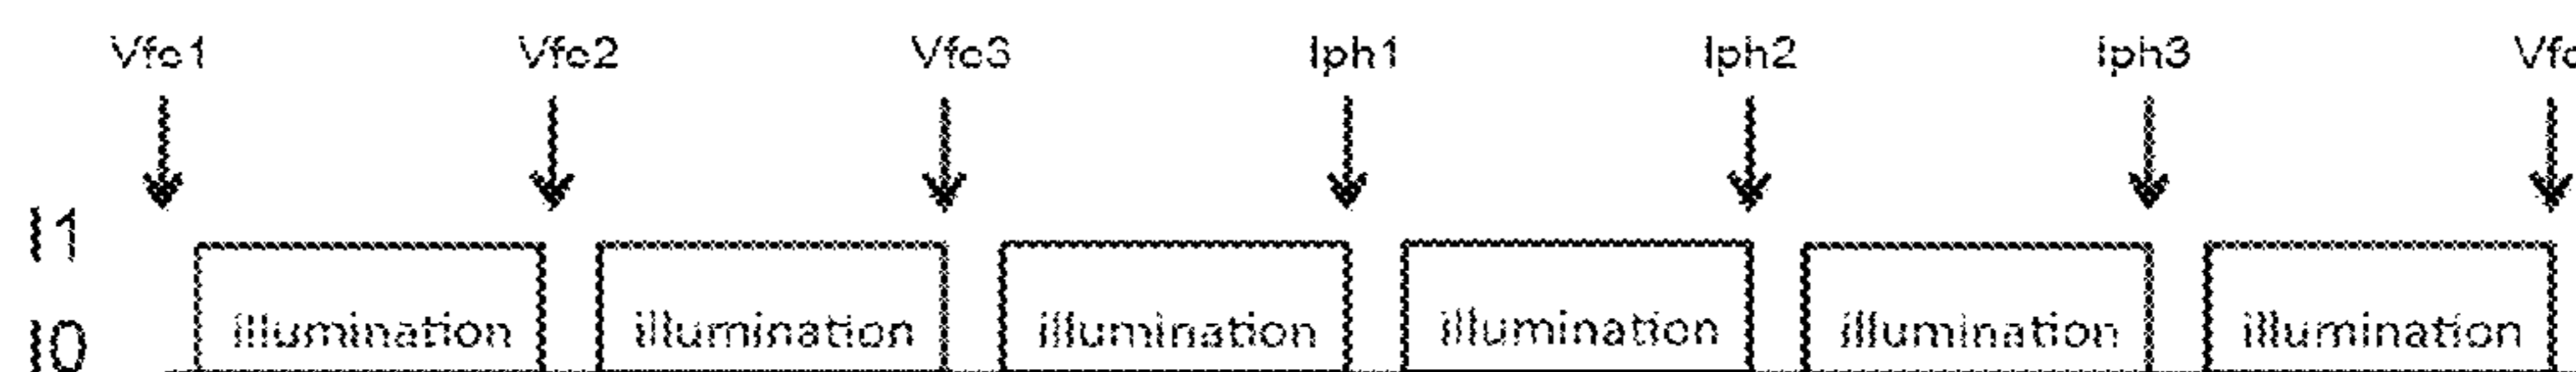 Vfc1 Vfc2 Vfc3 Iph1 Iph2 Iph3
I1
I0 illumination illumination illumination illumination illumination illumination